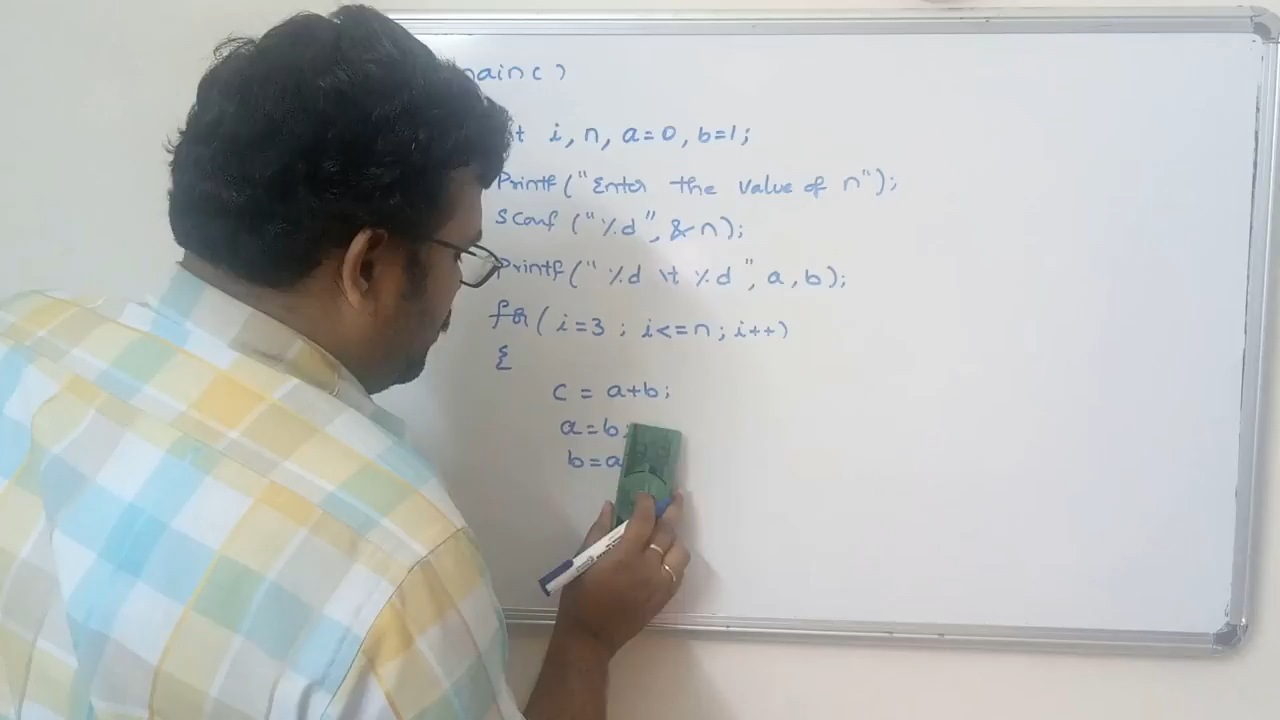 main()
t i, n, a=0, b=1;
Printf("Enter the value of n");
Scanf ("%d", &n);
Printf("%d \t %d", a, b);
for( i=3 ; i<=n; i++)
{
c = a+b;
a=b;
b=a